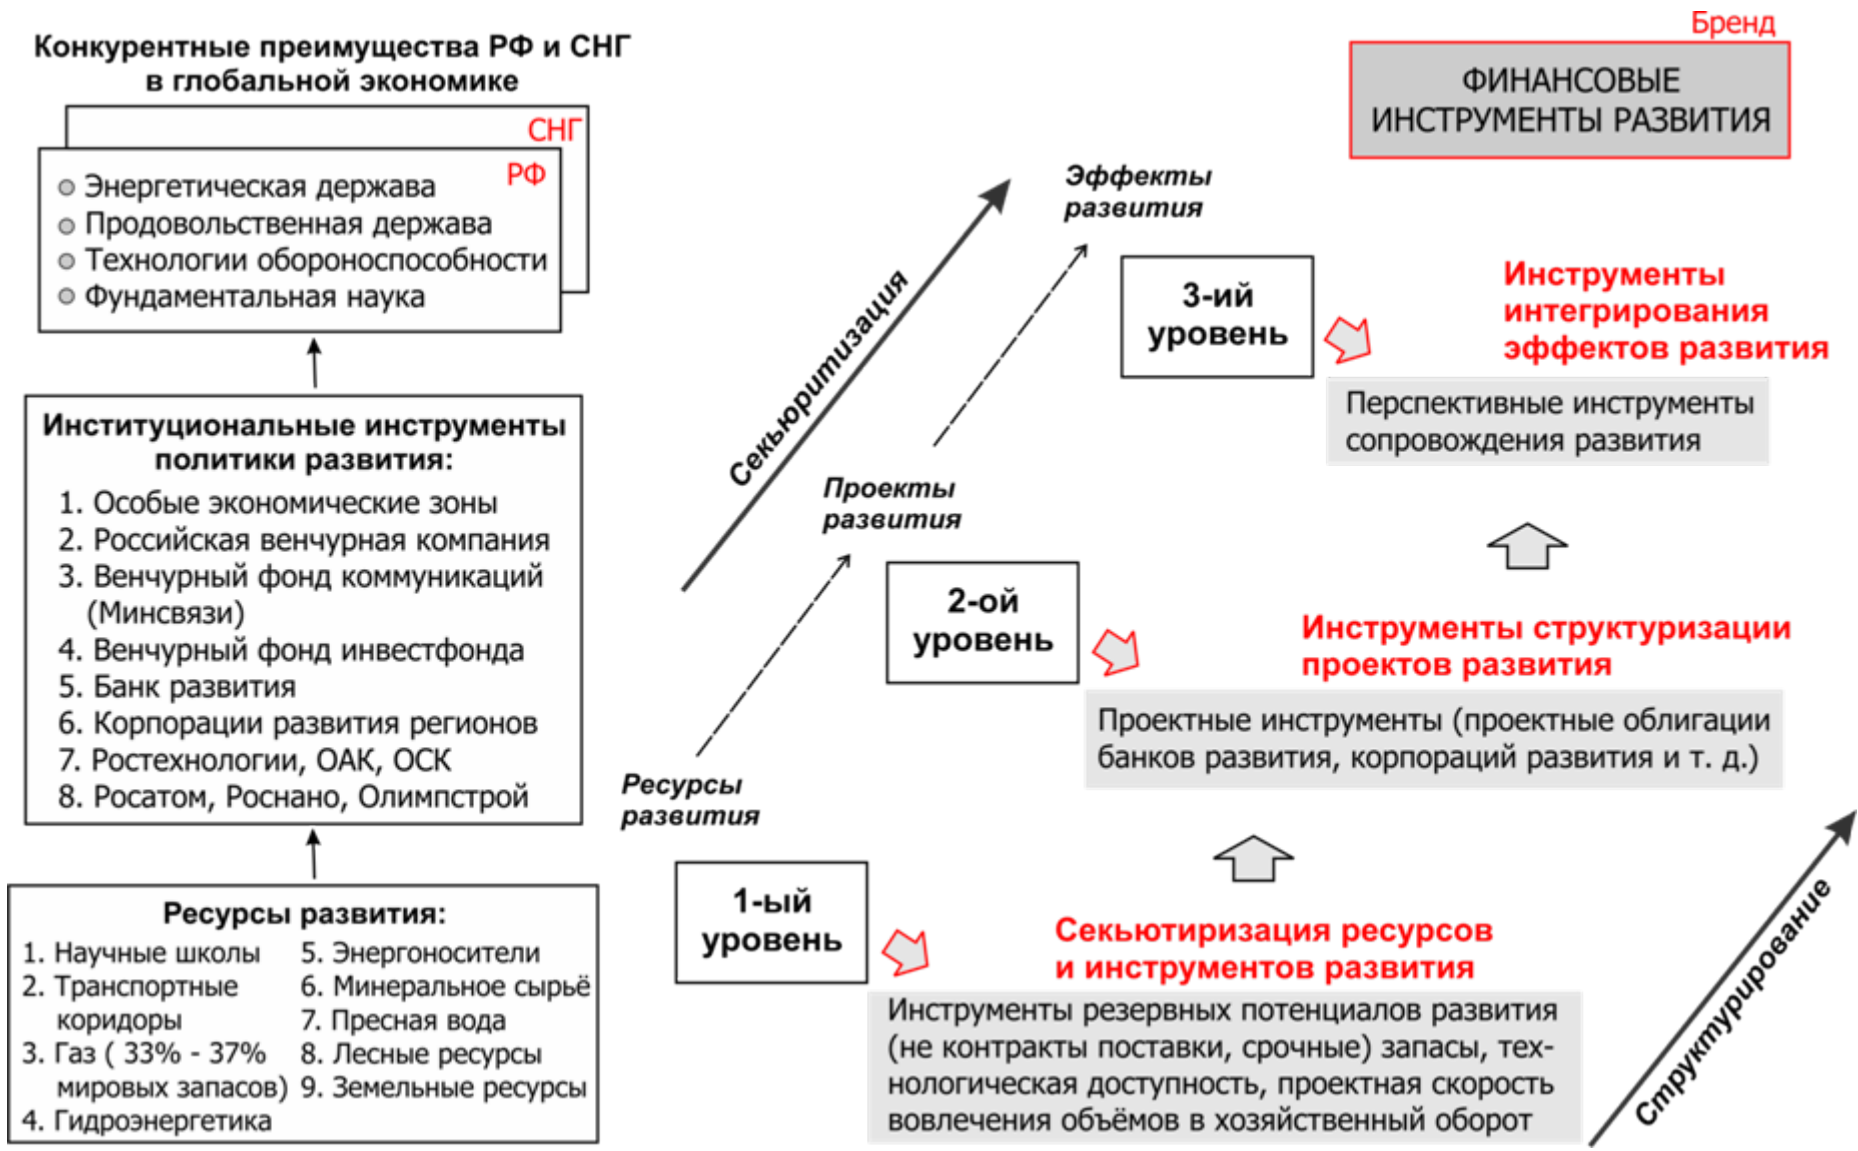 Конкурентные преимущества РФ и СНГ
в глобальной экономике
СНГ
РФ
Энергетическая держава
Продовольственная держава
Технологии обороноспособности
Фундаментальная наука
Институциональные инструменты
политики развития:
1. Особые экономические зоны
2. Российская венчурная компания
3. Венчурный фонд коммуникаций
(Минсвязи)
4. Венчурный фонд инвестфонда
5. Банк развития
6. Корпорации развития регионов
7. Ростехнологии, ОАК, ОСК
8. Росатом, Роснано, Олимпстрой
Ресурсы развития:
1. Научные школы
2. Транспортные
коридоры
3. Газ ( 33% - 37%
мировых запасов)
4. Гидроэнергетика
5. Энергоносители
6. Минеральное сырьё
7. Пресная вода
8. Лесные ресурсы
9. Земельные ресурсы
Бренд
ФИНАНСОВЫЕ
ИНСТРУМЕНТЫ РАЗВИТИЯ
Секьюритизация
Эффекты
развития
3-ий
уровень
Инструменты
интегрирования
эффектов развития
Перспективные инструменты
сопровождения развития
Проекты
развития
2-ой
уровень
Инструменты структуризации
проектов развития
Проектные инструменты (проектные облигации
банков развития, корпораций развития и т. д.)
Ресурсы
развития
1-ый
уровень
Секьютиризация ресурсов
и инструментов развития
Инструменты резервных потенциалов развития
(не контракты поставки, срочные) запасы, тех-
нологическая доступность, проектная скорость
вовлечения объёмов в хозяйственный оборот
Структурирование